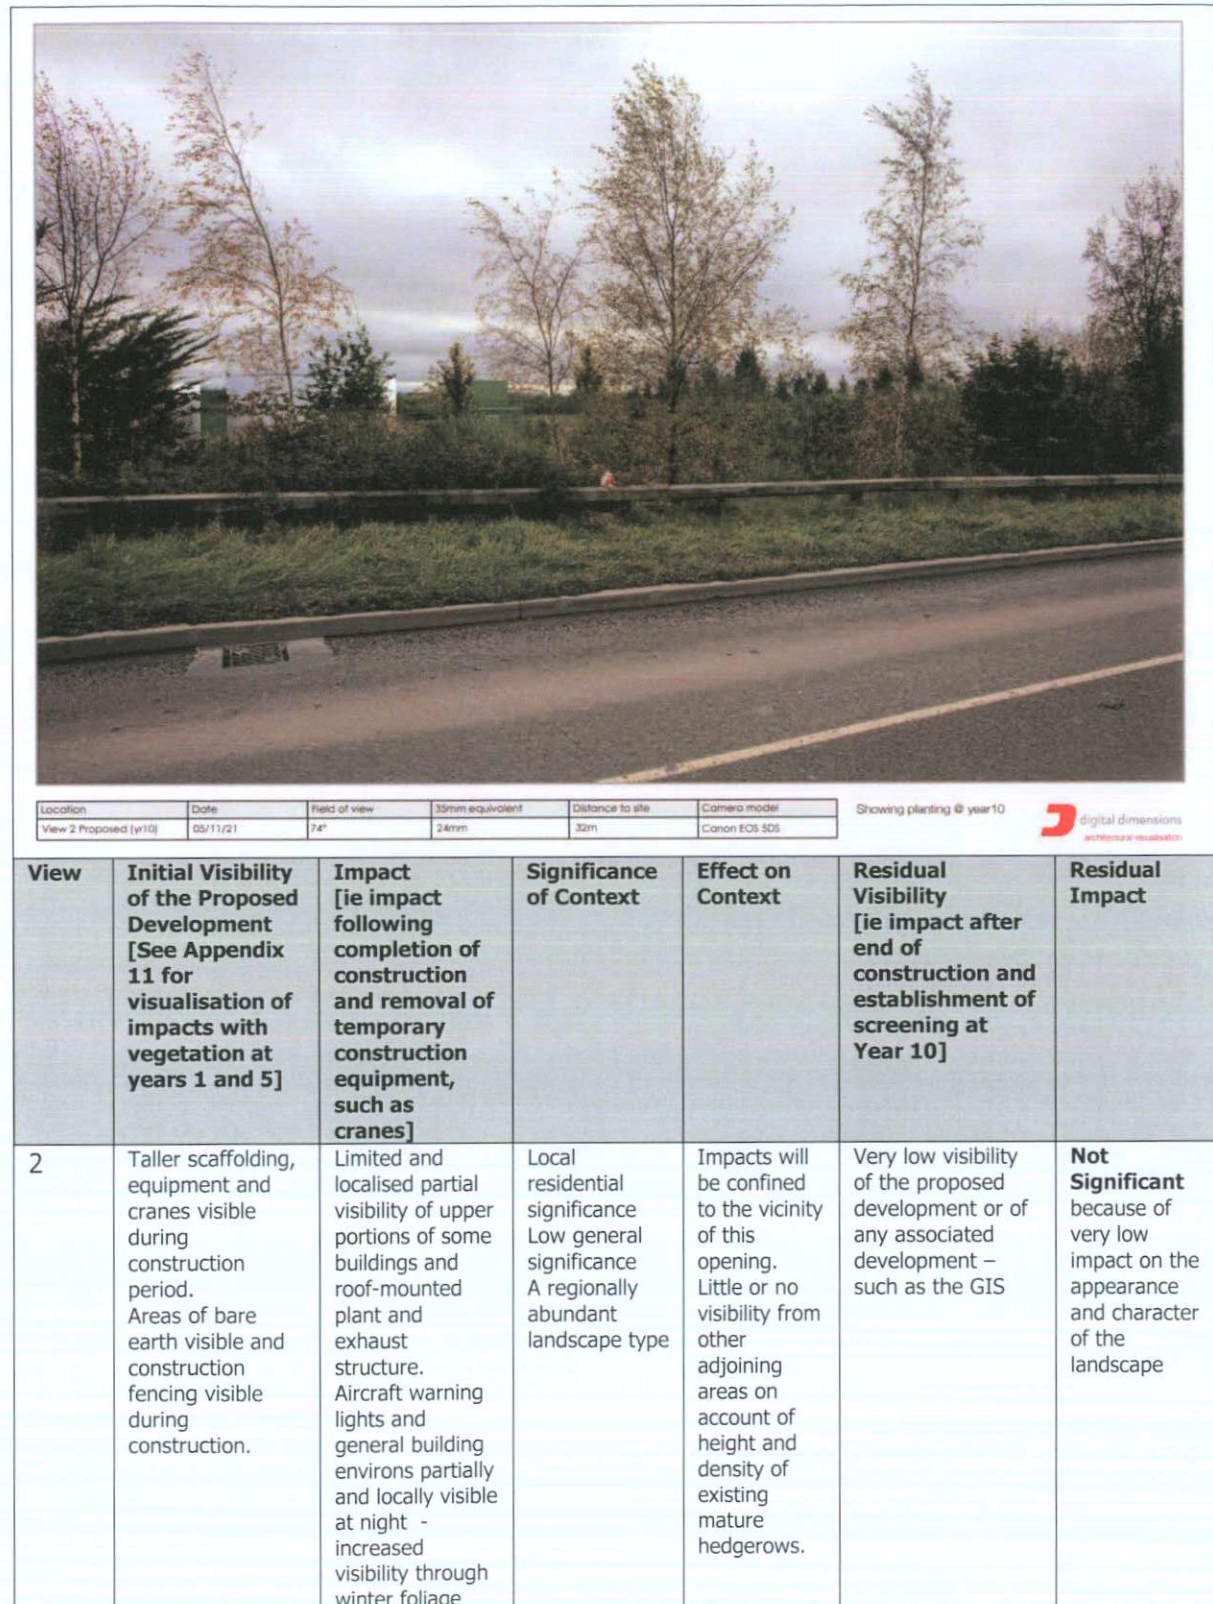 Location Date Field of view 35mm equivalent Distance to site Camera model
View 2 Proposed (yr10) 05/11/21 74° 24mm 32m Canon EOS 5DS
Showing planting @ year10
digital dimensions
architectural visualisation
View
Initial Visibility
of the Proposed
Development
[See Appendix
11 for
visualisation of
impacts with
vegetation at
years 1 and 5]
Impact
[ie impact
following
completion of
construction
and removal of
temporary
construction
equipment,
such as
cranes]
Significance
of Context
Effect on
Context
Residual
Visibility
[ie impact after
end of
construction and
establishment of
screening at
Year 10]
Residual
Impact
2
Taller scaffolding,
equipment and
cranes visible
during
construction
period.
Areas of bare
earth visible and
construction
fencing visible
during
construction.
Limited and
localised partial
visibility of upper
portions of some
buildings and
roof-mounted
plant and
exhaust
structure.
Aircraft warning
lights and
general building
environs partially
and locally visible
at night -
increased
visibility through
winter foliage
Local
residential
significance
Low general
significance
A regionally
abundant
landscape type
Impacts will
be confined
to the vicinity
of this
opening.
Little or no
visibility from
other
adjoining
areas on
account of
height and
density of
existing
mature
hedgerows.
Very low visibility
of the proposed
development or of
any associated
development –
such as the GIS
Not
Significant
because of
very low
impact on the
appearance
and character
of the
landscape